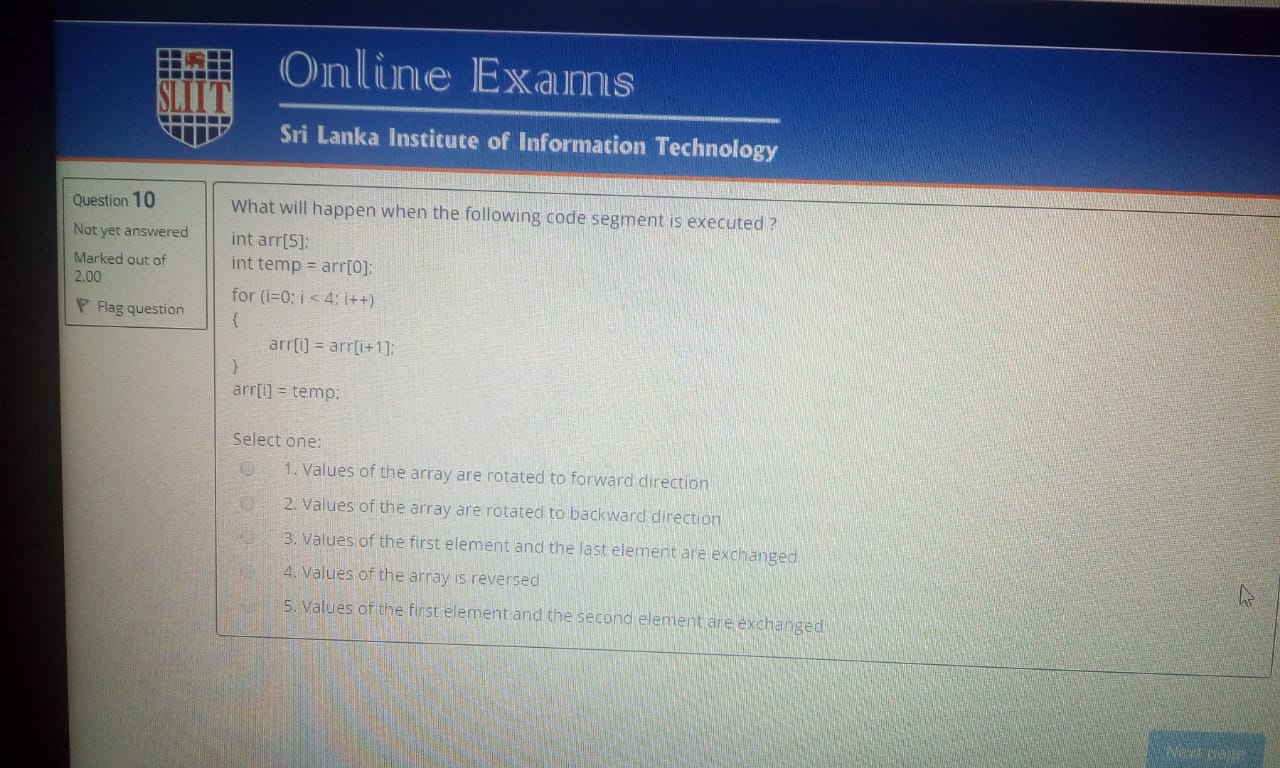 SLIIT
Online Exams
Sri Lanka Institute of Information Technology
Question 10
Not yet answered
Marked out of
2.00
Flag question
What will happen when the following code segment is executed ?
int arr[5];
int temp = arr[0];
for (i=0; i < 4; i++)
{
arr[i] = arr[i+1];
}
arr[i] = temp;
Select one:
1. Values of the array are rotated to forward direction
2. Values of the array are rotated to backward direction
3. Values of the first element and the last element are exchanged
4. Values of the array is reversed
5. Values of the first element and the second element are exchanged
Next page